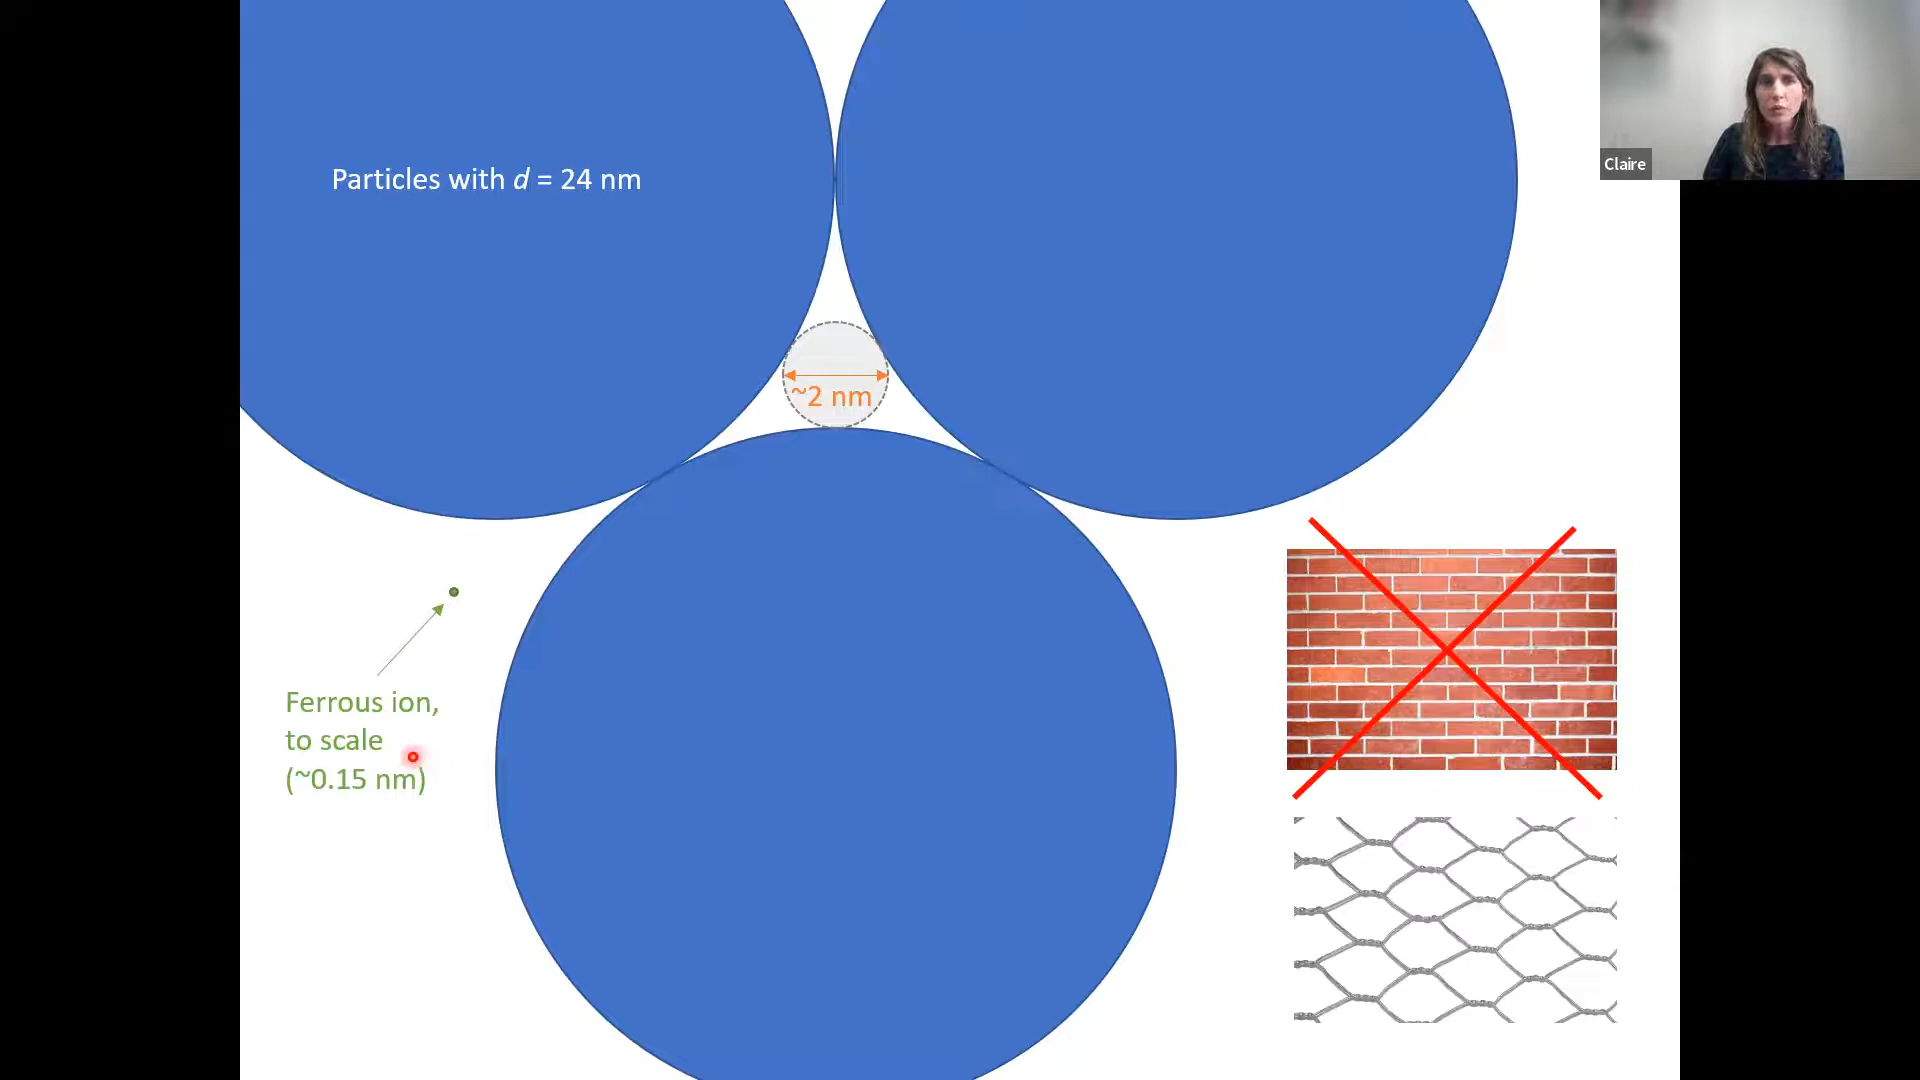 Claire
Particles with d = 24 nm
~2 nm
Ferrous ion,
to scale
(~0.15 nm)